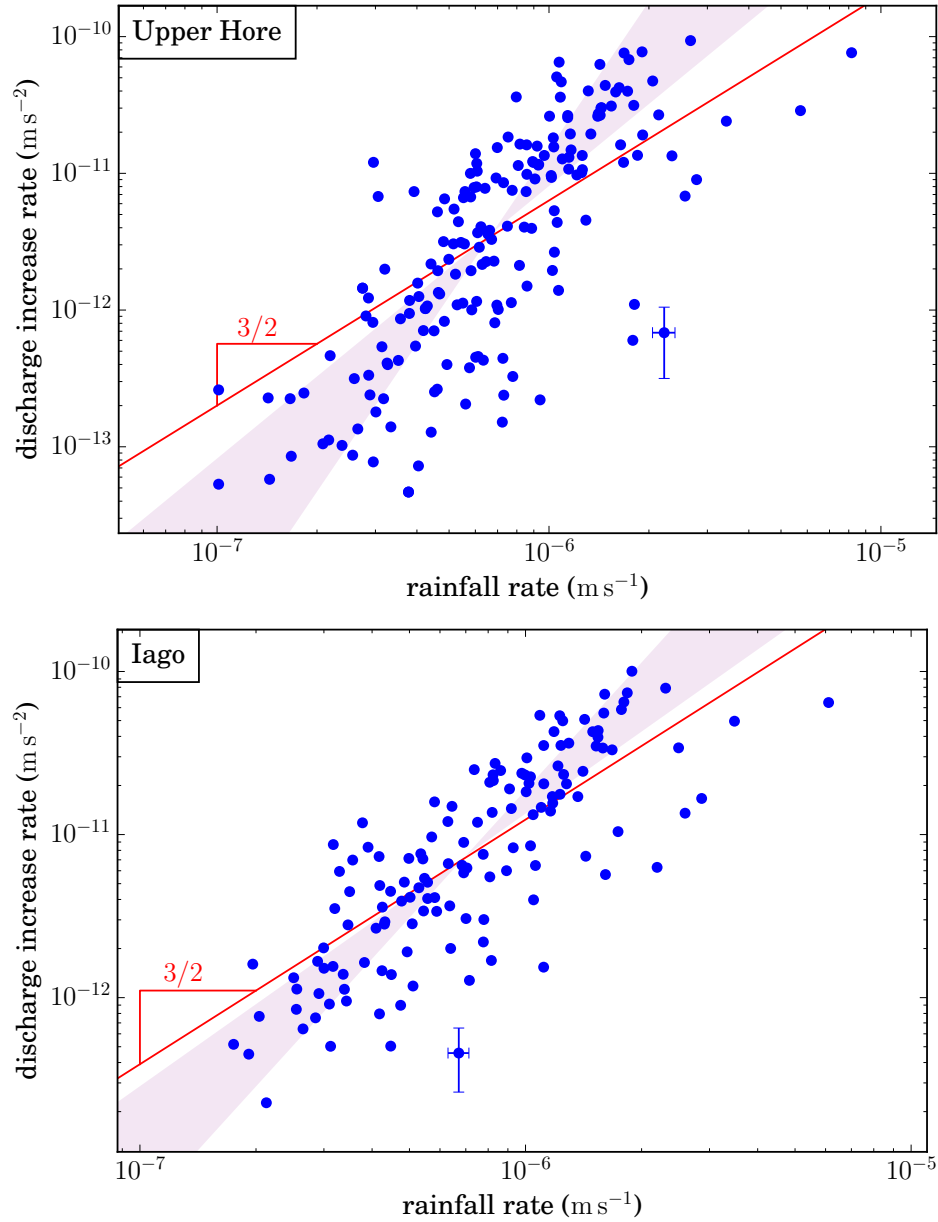 Upper Hore
discharge increase rate (m s⁻²)
10⁻¹⁰
10⁻¹¹
10⁻¹²
10⁻¹³
3/2
10⁻⁷
10⁻⁶
10⁻⁵
rainfall rate (m s⁻¹)
Iago
discharge increase rate (m s⁻²)
10⁻¹⁰
10⁻¹¹
10⁻¹²
3/2
10⁻⁷
10⁻⁶
10⁻⁵
rainfall rate (m s⁻¹)